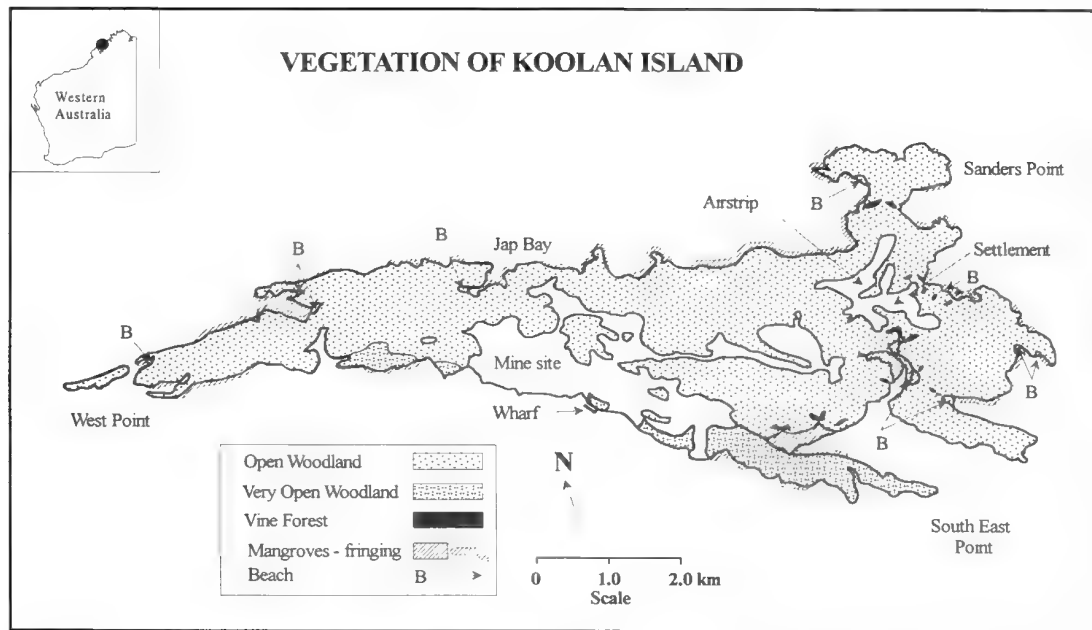 Western
Australia
VEGETATION OF KOOLAN ISLAND
Sanders Point
B
Airstrip
B
Jap Bay
B
Settlement
B
B
Mine site
B
West Point
Wharf
B
N
South East
Point
Open Woodland
Very Open Woodland
Vine Forest
Mangroves - fringing
Beach B
0 1.0 2.0 km
Scale